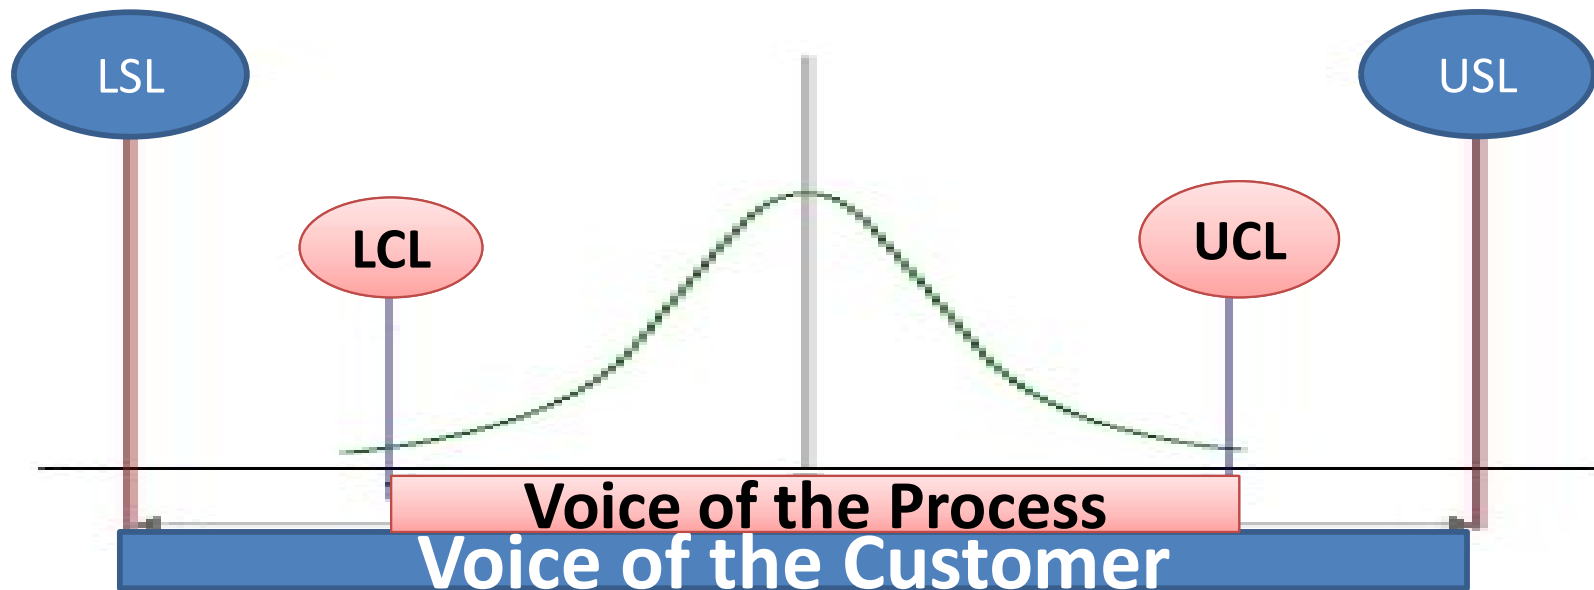 LSL
USL
LCL
UCL
Voice of the Process
Voice of the Customer